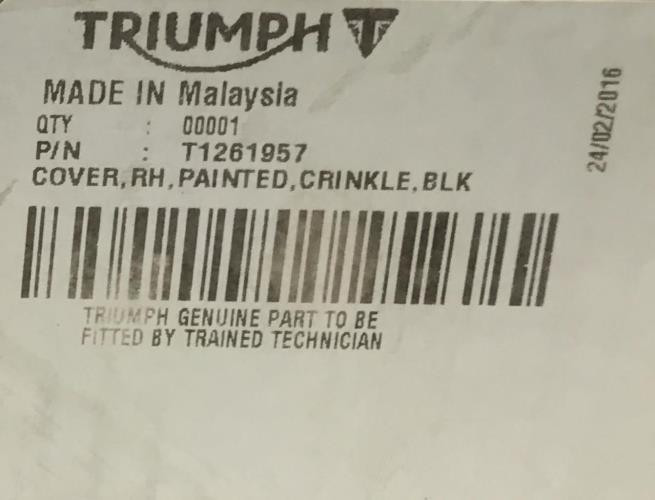 TRIUMPH
MADE IN Malaysia
QTY : 00001
P/N : T1261957
COVER,RH,PAINTED,CRINKLE,BLK
TRIUMPH GENUINE PART TO BE
FITTED BY TRAINED TECHNICIAN
24/02/2016